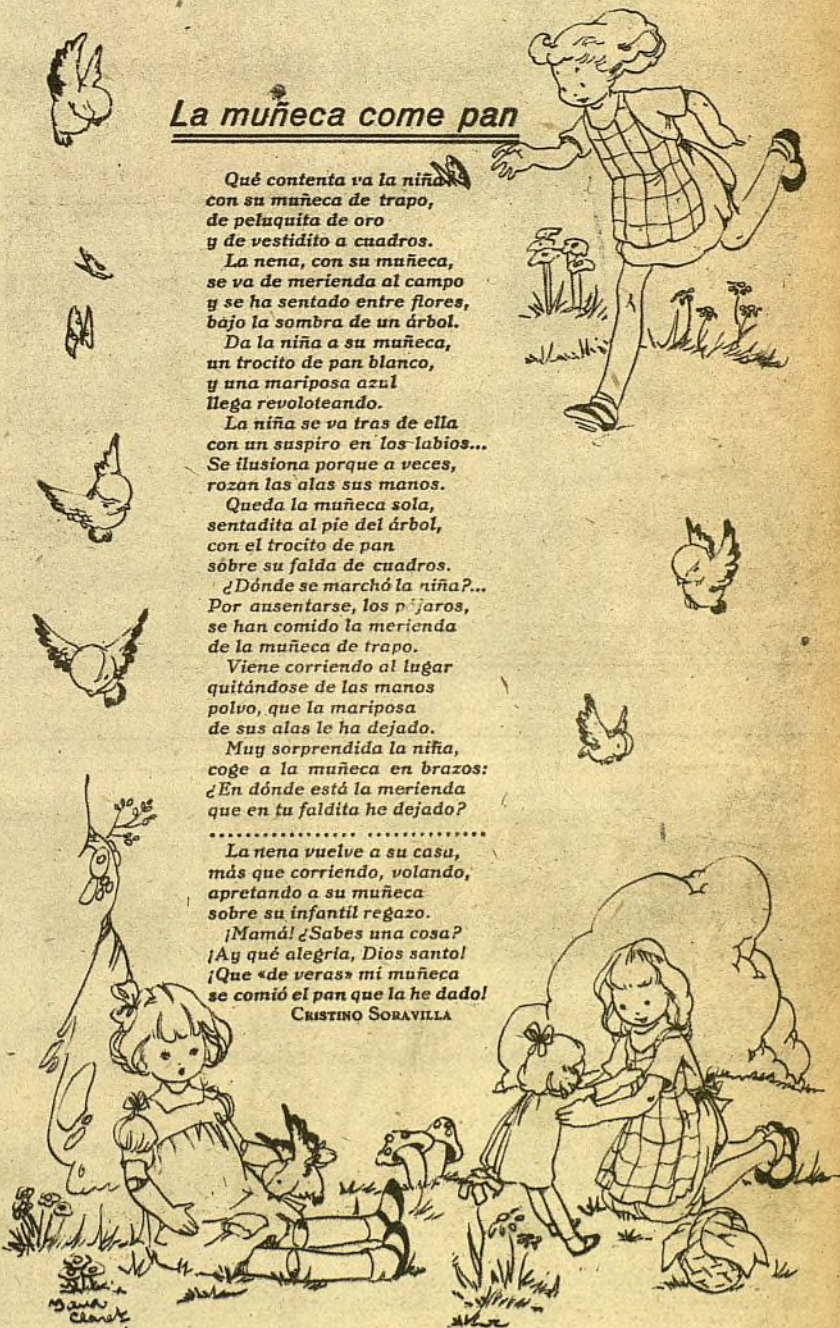 La muñeca come pan
Qué contenta va la niña
con su muñeca de trapo,
de peluquita de oro
y de vestidito a cuadros.
La nena, con su muñeca,
se va de merienda al campo
y se ha sentado entre flores,
bajo la sombra de un árbol.
Da la niña a su muñeca,
un trocito de pan blanco,
y una mariposa azul
llega revoloteando.
La niña se va tras de ella
con un suspiro en los labios...
Se ilusiona porque a veces,
rozan las alas sus manos.
Queda la muñeca sola,
sentadita al pie del árbol,
con el trocito de pan
sobre su falda de cuadros.
¿Dónde se marchó la niña?...
Por ausentarse, los pájaros,
se han comido la merienda
de la muñeca de trapo.
Viene corriendo al lugar
quitándose de las manos
polvo, que la mariposa
de sus alas le ha dejado.
Muy sorprendida la niña,
coge a la muñeca en brazos:
¿En dónde está la merienda
que en tu faldita he dejado?
................. ...............
La nena vuelve a su casa,
más que corriendo, volando,
apretando a su muñeca
sobre su infantil regazo.
¡Mamá! ¿Sabes una cosa?
¡Ay qué alegría, Dios santo!
¡Que «de veras» mi muñeca
se comió el pan que la he dado!
CRISTINO SORAVILLA
Claret